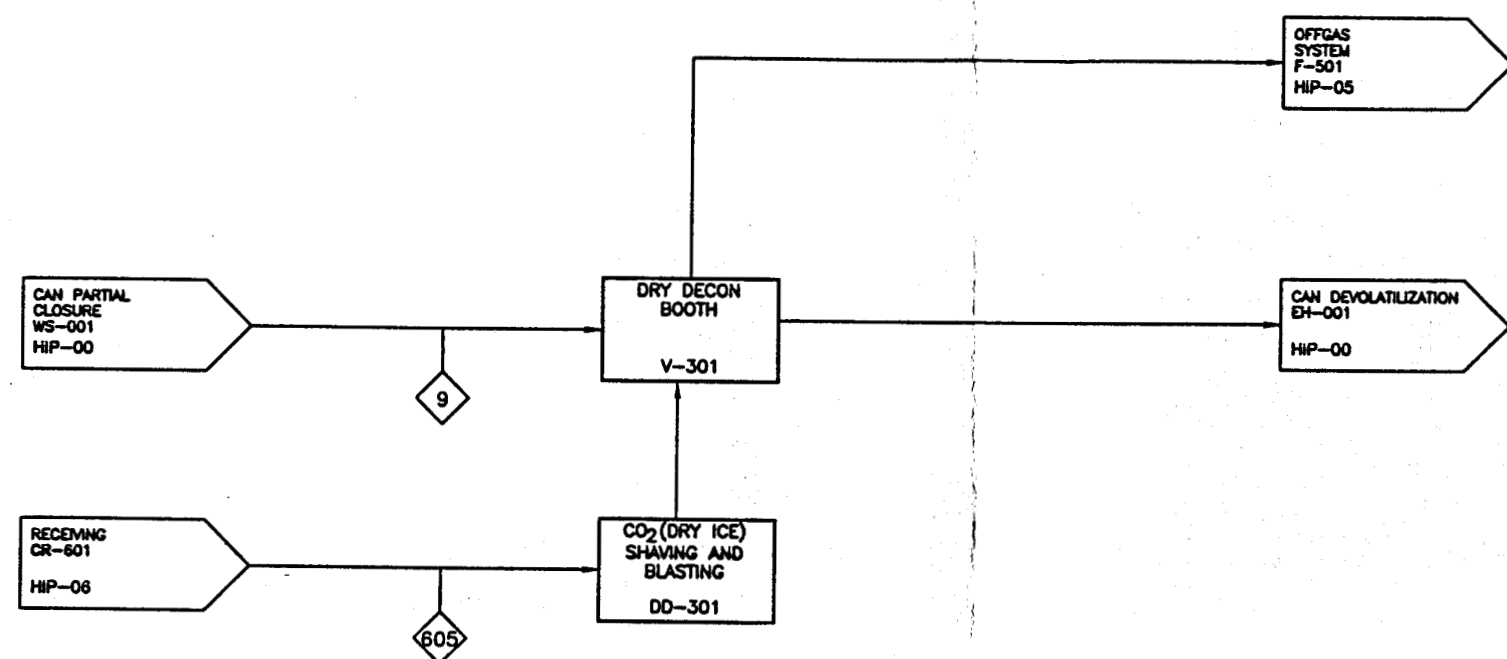 OFFGAS
SYSTEM
F-501
HIP-05
CAN PARTIAL
CLOSURE
WS-001
HIP-00
9
DRY DECON
BOOTH
V-301
CAN DEVOLATILIZATION
EH-001
HIP-00
RECEIVING
CR-601
HIP-06
605
CO₂(DRY ICE)
SHAVING AND
BLASTING
DD-301